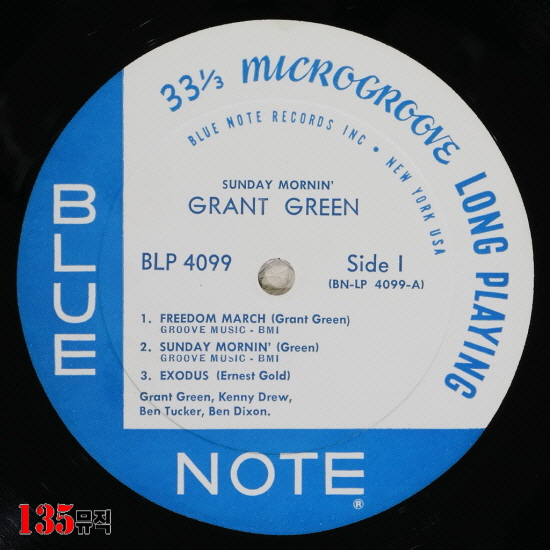 33⅓ MICROGROOVE LONG PLAYING
BLUE NOTE RECORDS INC • NEW YORK USA
SUNDAY MORNIN'
GRANT GREEN
BLP 4099
Side 1
(BN-LP 4099-A)
1. FREEDOM MARCH (Grant Green)
GROOVE MUSIC - BMI
2. SUNDAY MORNIN' (Green)
GROOVE MUSIC - BMI
3. EXODUS (Ernest Gold)
Grant Green, Kenny Drew,
Ben Tucker, Ben Dixon.
BLUE
NOTE®
135뮤직